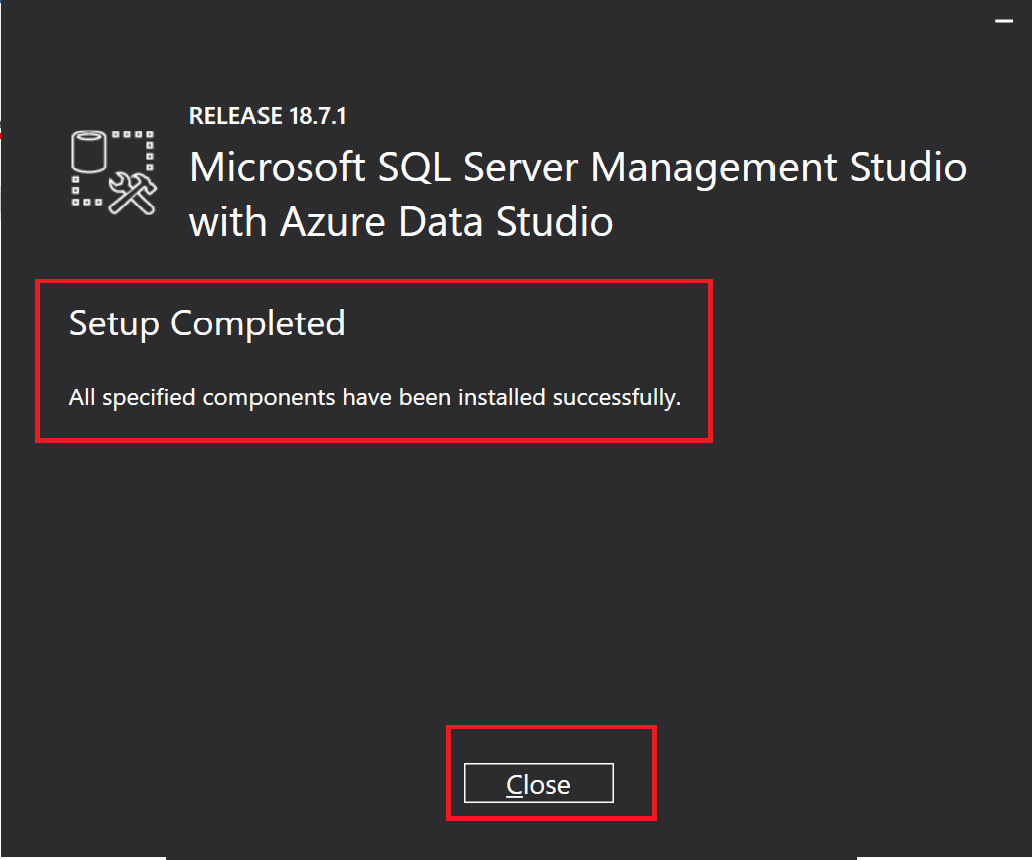 RELEASE 18.7.1
Microsoft SQL Server Management Studio
with Azure Data Studio
Setup Completed
All specified components have been installed successfully.
Close